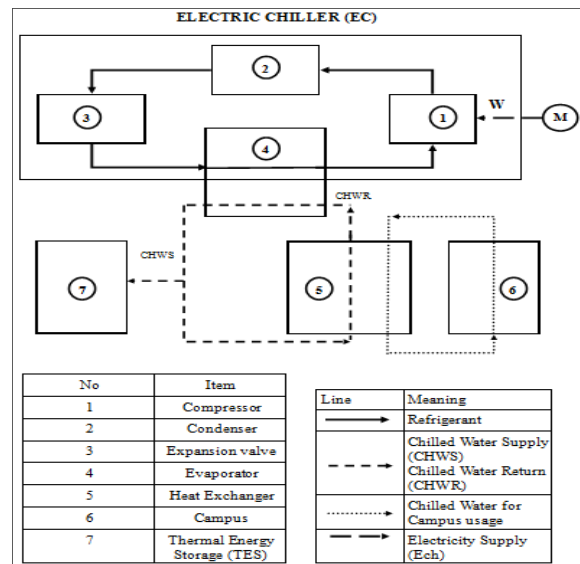 ELECTRIC CHILLER (EC)
2
3
1
W
M
4
CHWR
CHWS
7
5
6
No Item
1 Compressor
2 Condenser
3 Expansion valve
4 Evaporator
5 Heat Exchanger
6 Campus
7 Thermal Energy
Storage (TES)
Line Meaning
Refrigerant
Chilled Water Supply
(CHWS)
Chilled Water Return
(CHWR)
Chilled Water for
Campus usage
Electricity Supply
(Ech)